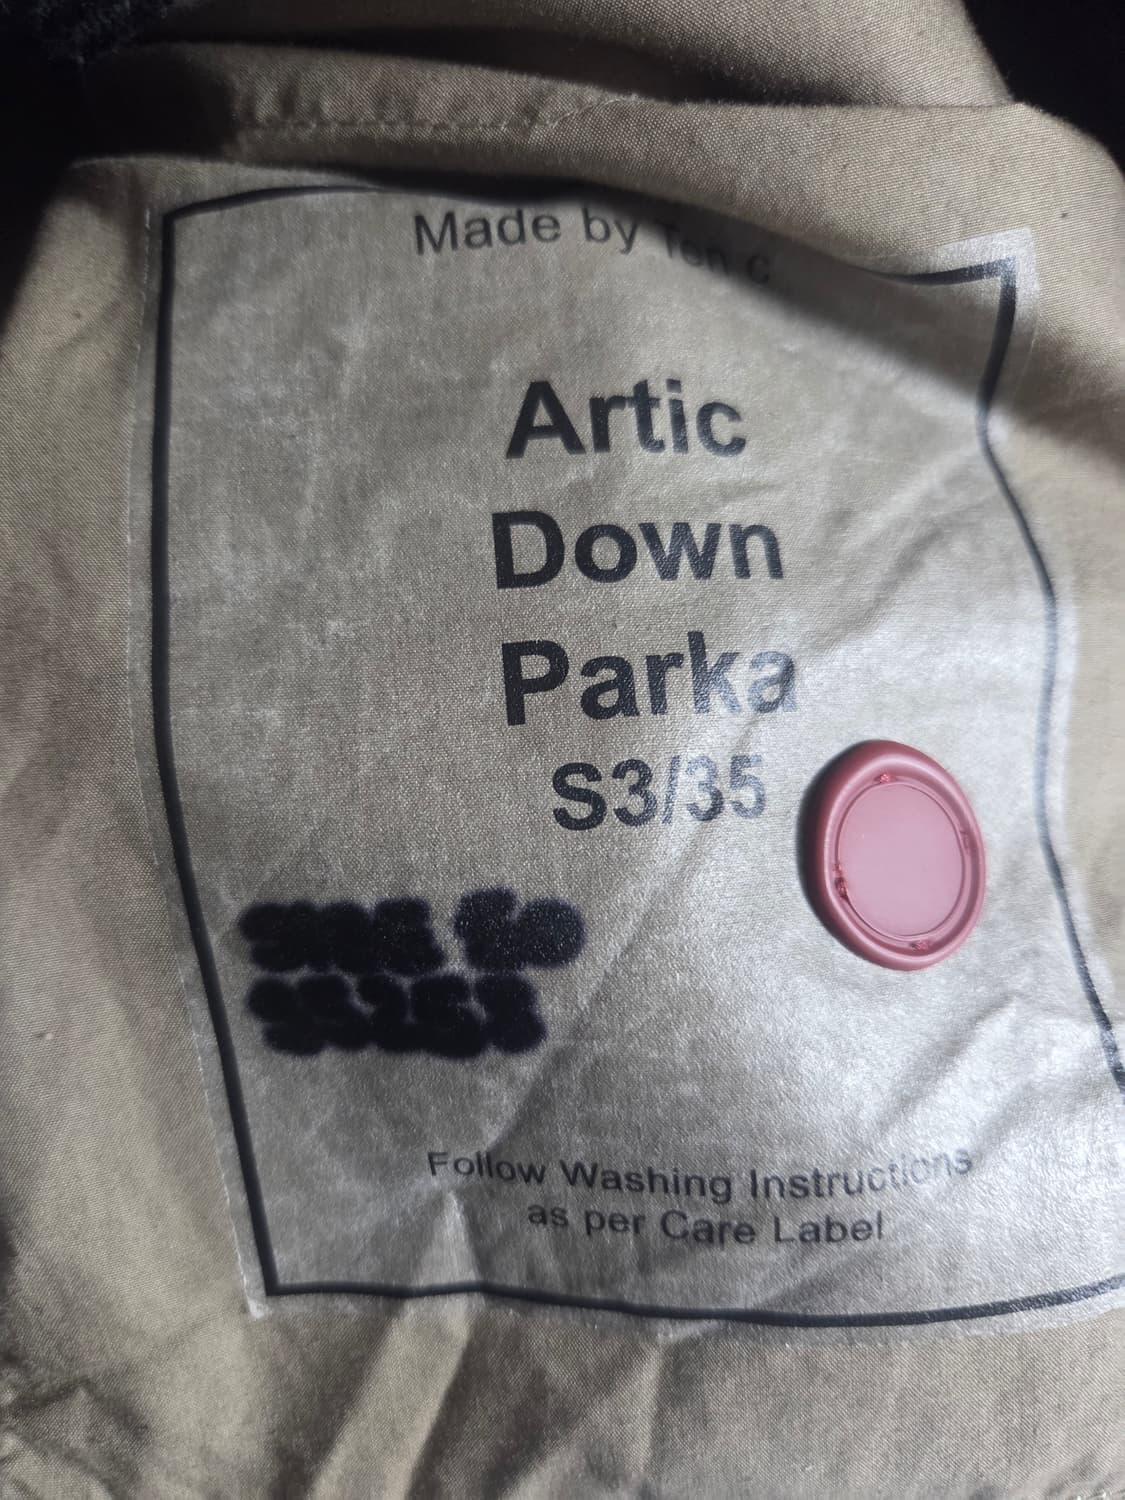 Made by Ten c
Artic
Down
Parka
S3/35
Follow Washing Instructions
as per Care Label